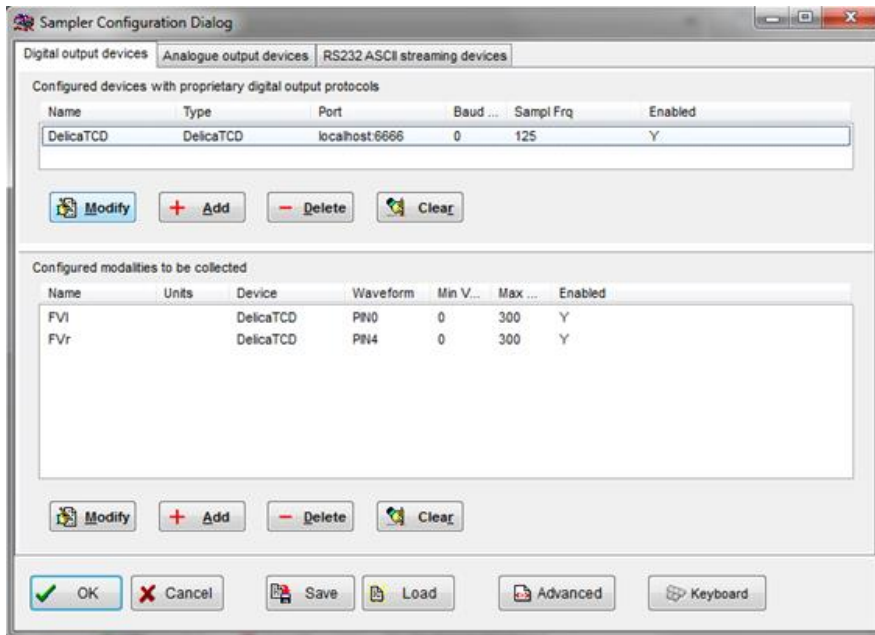 Sampler Configuration Dialog
Digital output devices Analogue output devices RS232 ASCII streaming devices
Configured devices with proprietary digital output protocols
Name Type Port Baud ... Sampl Frq Enabled
DelicaTCD DelicaTCD localhost:6666 0 125 Y
Modify Add Delete Clear
Configured modalities to be collected
Name Units Device Waveform Min V... Max ... Enabled
FVl DelicaTCD PIN0 0 300 Y
FVr DelicaTCD PIN4 0 300 Y
Modify Add Delete Clear
OK Cancel Save Load Advanced Keyboard